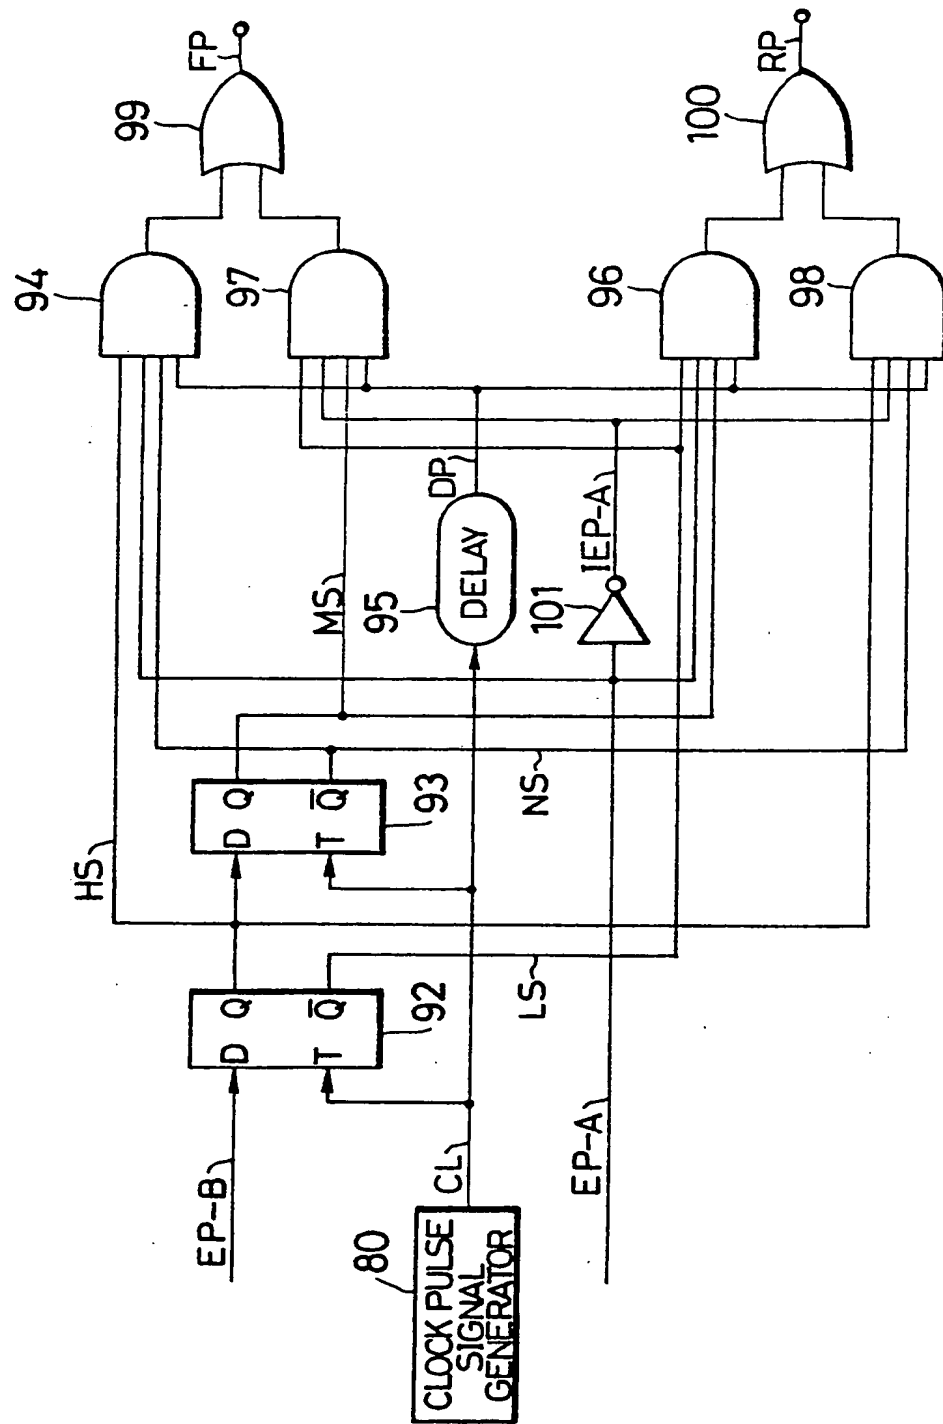 EP-B
80
CLOCK PULSE
SIGNAL
GENERATOR
CL
EP-A
D Q
T Q̅
92
LS
HS
D Q
T Q̅
93
NS
MS
95
DELAY
DP
101
IEP-A
94
97
96
98
99
FP
100
RP